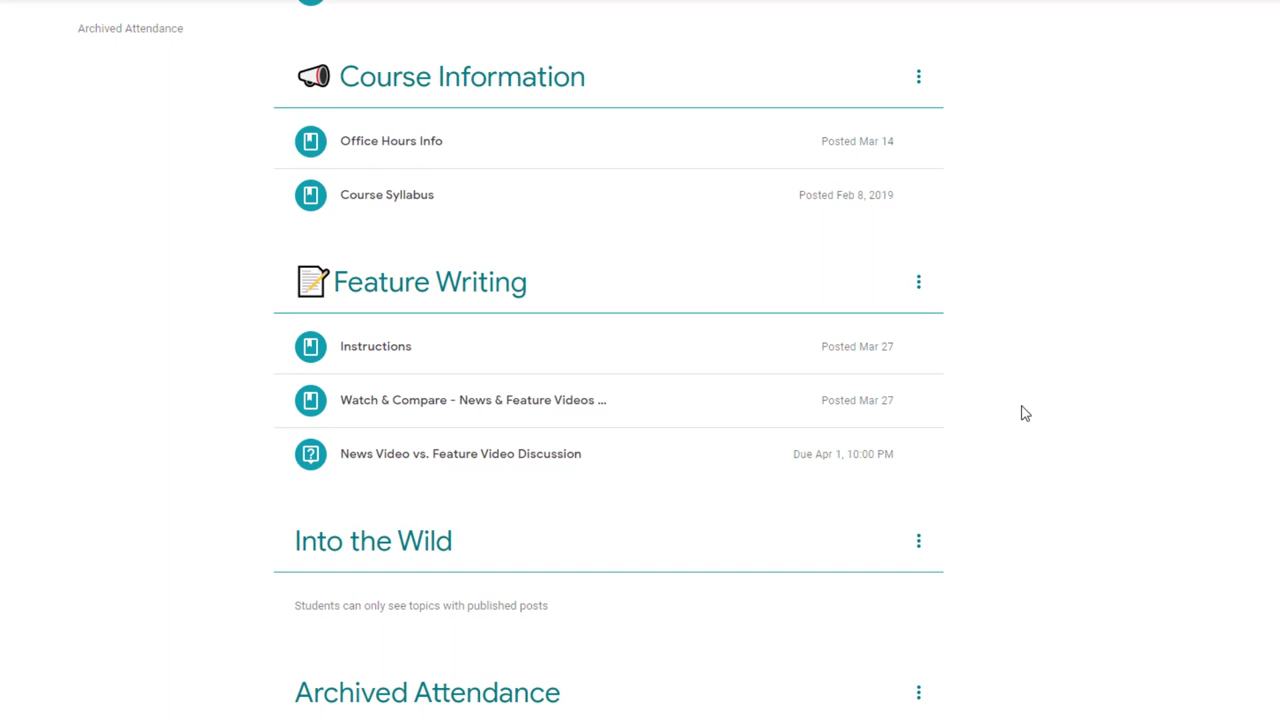 Archived Attendance
Course Information
Office Hours Info Posted Mar 14
Course Syllabus Posted Feb 8, 2019
Feature Writing
Instructions Posted Mar 27
Watch & Compare - News & Feature Videos ... Posted Mar 27
News Video vs. Feature Video Discussion Due Apr 1, 10:00 PM
Into the Wild
Students can only see topics with published posts
Archived Attendance